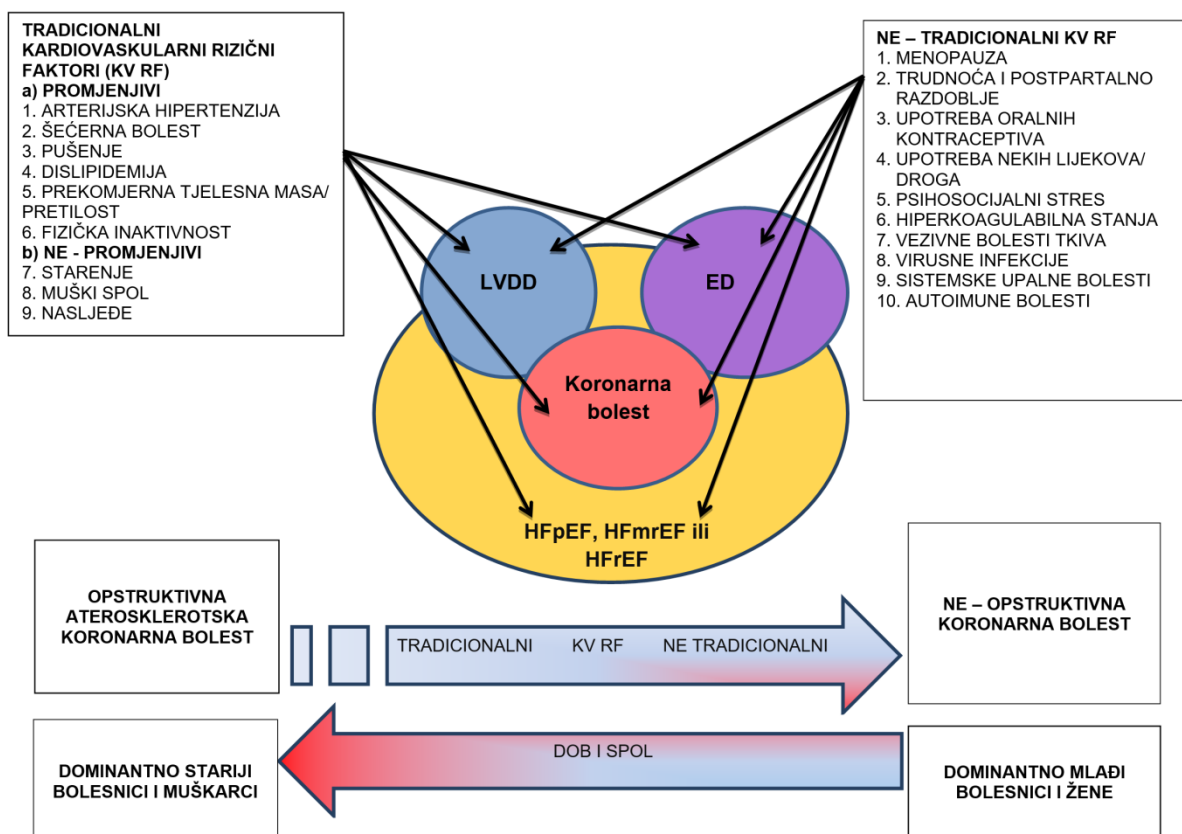 TRADICIONALNI
KARDIOVASKULARNI RIZIČNI
FAKTORI (KV RF)
a) PROMJENJIVI
1. ARTERIJSKA HIPERTENZIJA
2. ŠEĆERNA BOLEST
3. PUŠENJE
4. DISLIPIDEMIJA
5. PREKOMJERNA TJELESNA MASA/
PRETILOST
6. FIZIČKA INAKTIVNOST
b) NE - PROMJENJIVI
7. STARENJE
8. MUŠKI SPOL
9. NASLJEĐE
NE – TRADICIONALNI KV RF
1. MENOPAUZA
2. TRUDNOĆA I POSTPARTALNO
RAZDOBLJE
3. UPOTREBA ORALNIH
KONTRACEPTIVA
4. UPOTREBA NEKIH LIJEKOVA/
DROGA
5. PSIHOSOCIJALNI STRES
6. HIPERKOAGULABILNA STANJA
7. VEZIVNE BOLESTI TKIVA
8. VIRUSNE INFEKCIJE
9. SISTEMSKE UPALNE BOLESTI
10. AUTOIMUNE BOLESTI
LVDD
ED
Koronarna
bolest
HFpEF, HFmrEF ili
HFrEF
OPSTRUKTIVNA
ATEROSKLEROTSKA
KORONARNA BOLEST
TRADICIONALNI KV RF NE TRADICIONALNI
NE – OPSTRUKTIVNA
KORONARNA BOLEST
DOMINANTNO STARIJI
BOLESNICI I MUŠKARCI
DOB I SPOL
DOMINANTNO MLAĐI
BOLESNICI I ŽENE